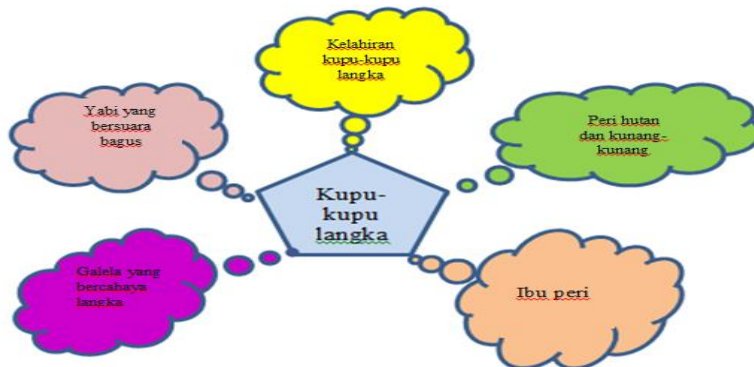 Kelahiran
kupu-kupu
langka
Yabi yang
bersuara
bagus
Peri hutan
dan kunang-
kunang
Kupu-
kupu
langka
Galela yang
bercahaya
langka
Ibu peri